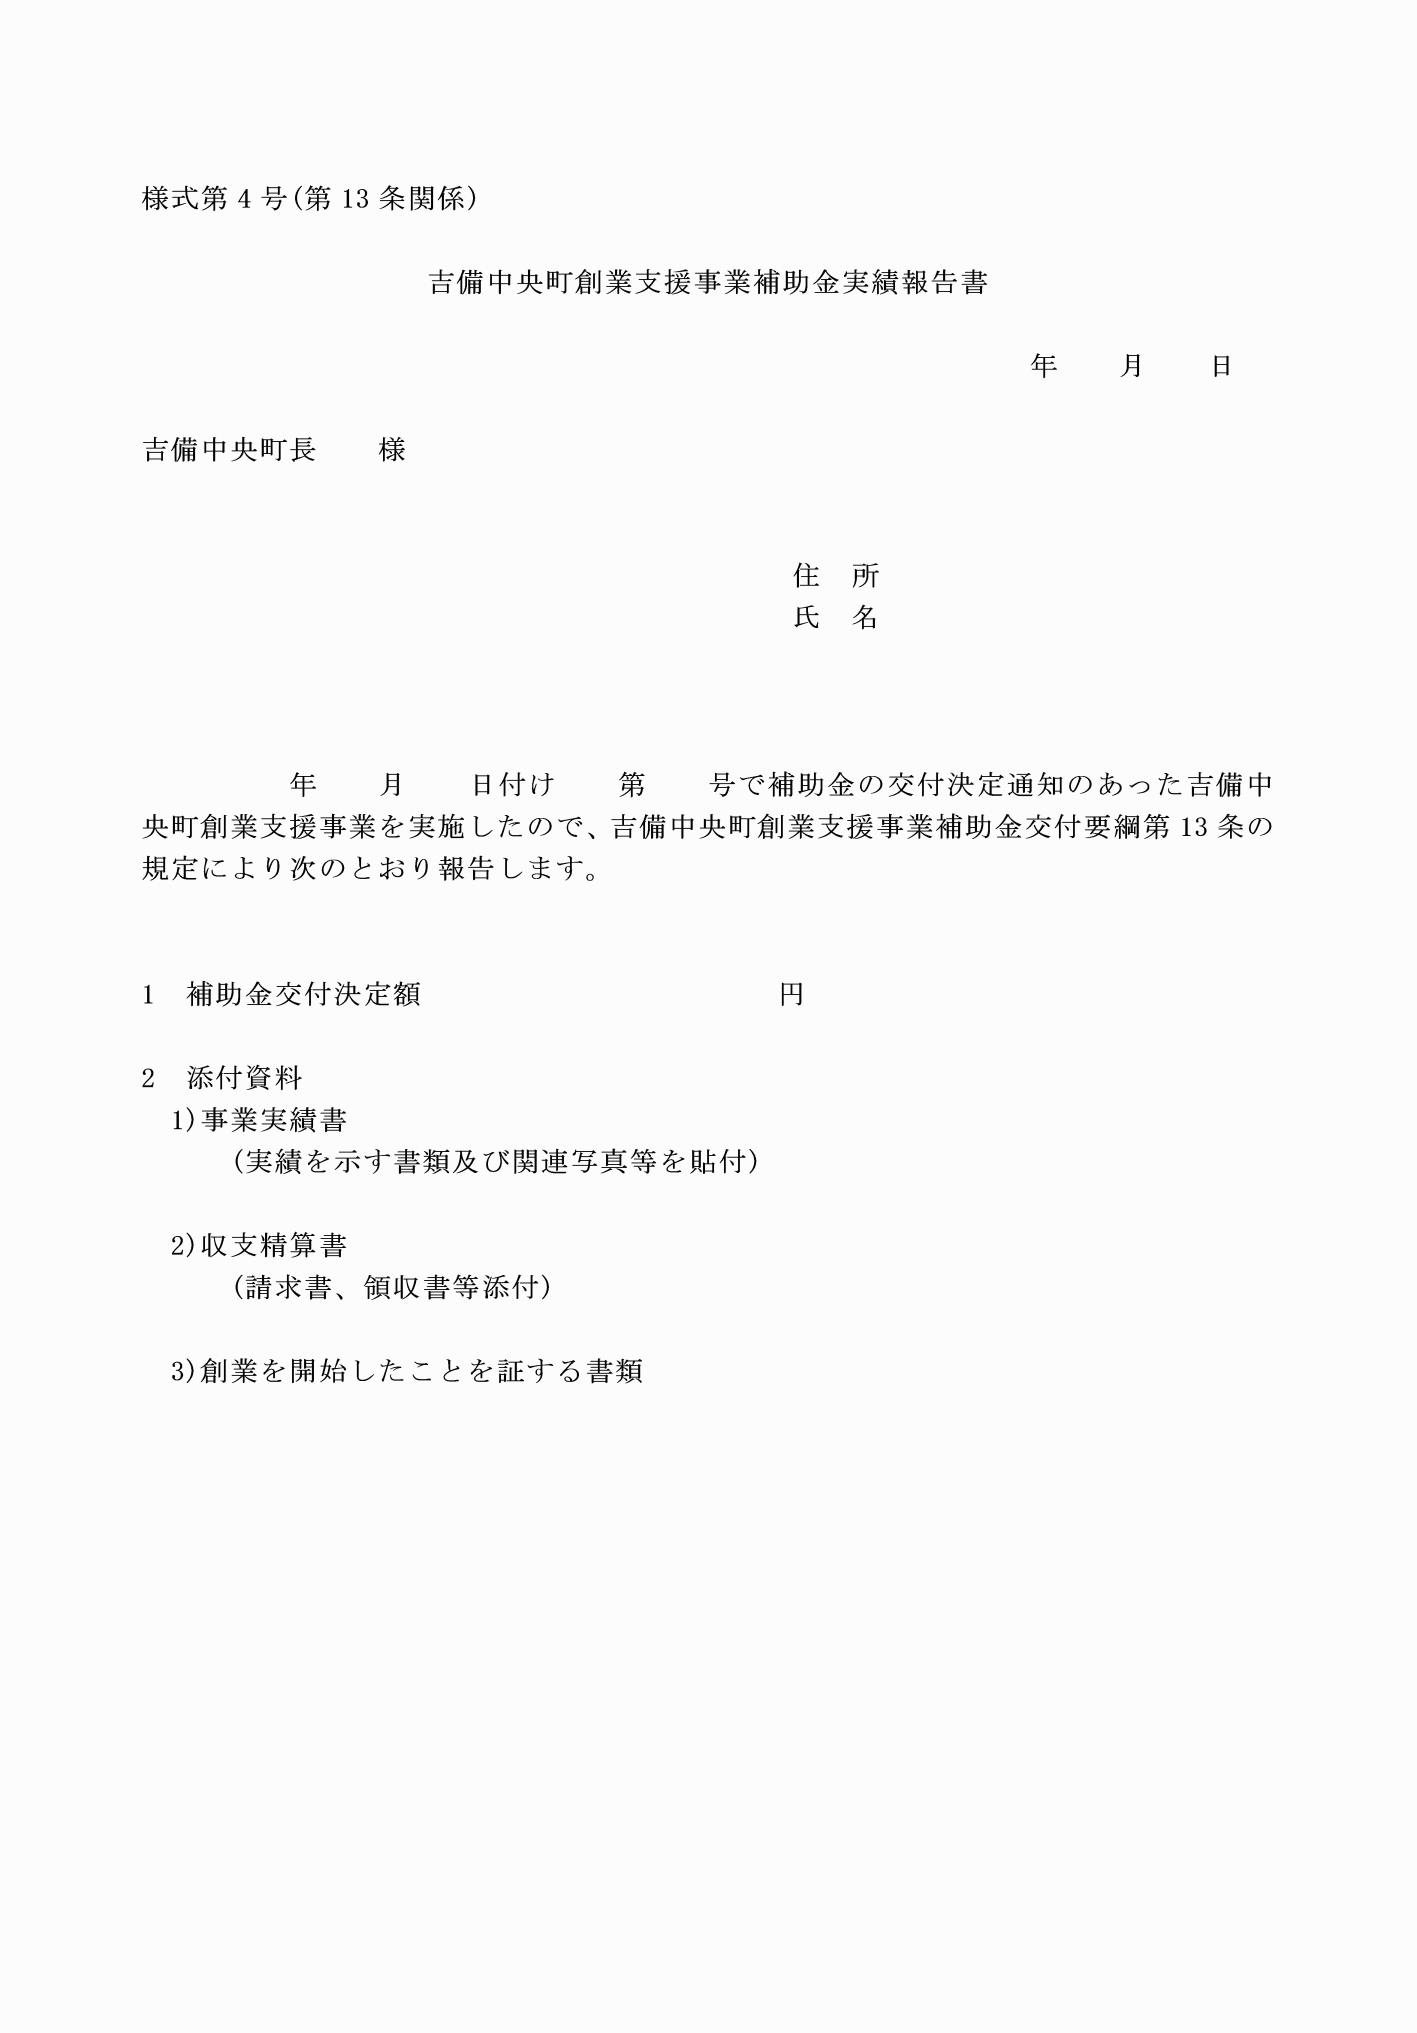 様式第 4 号(第 13 条関係)
吉備中央町創業支援事業補助金実績報告書
年　　月　　日
吉備中央町長　　様
住　所
氏　名
年　　月　　日付け　　第　　号で補助金の交付決定通知のあった吉備中
央町創業支援事業を実施したので、吉備中央町創業支援事業補助金交付要綱第 13 条の
規定により次のとおり報告します。
1　補助金交付決定額　　　　　　　　　　　　円
2　添付資料
1)事業実績書
(実績を示す書類及び関連写真等を貼付)
2)収支精算書
(請求書、領収書等添付)
3)創業を開始したことを証する書類